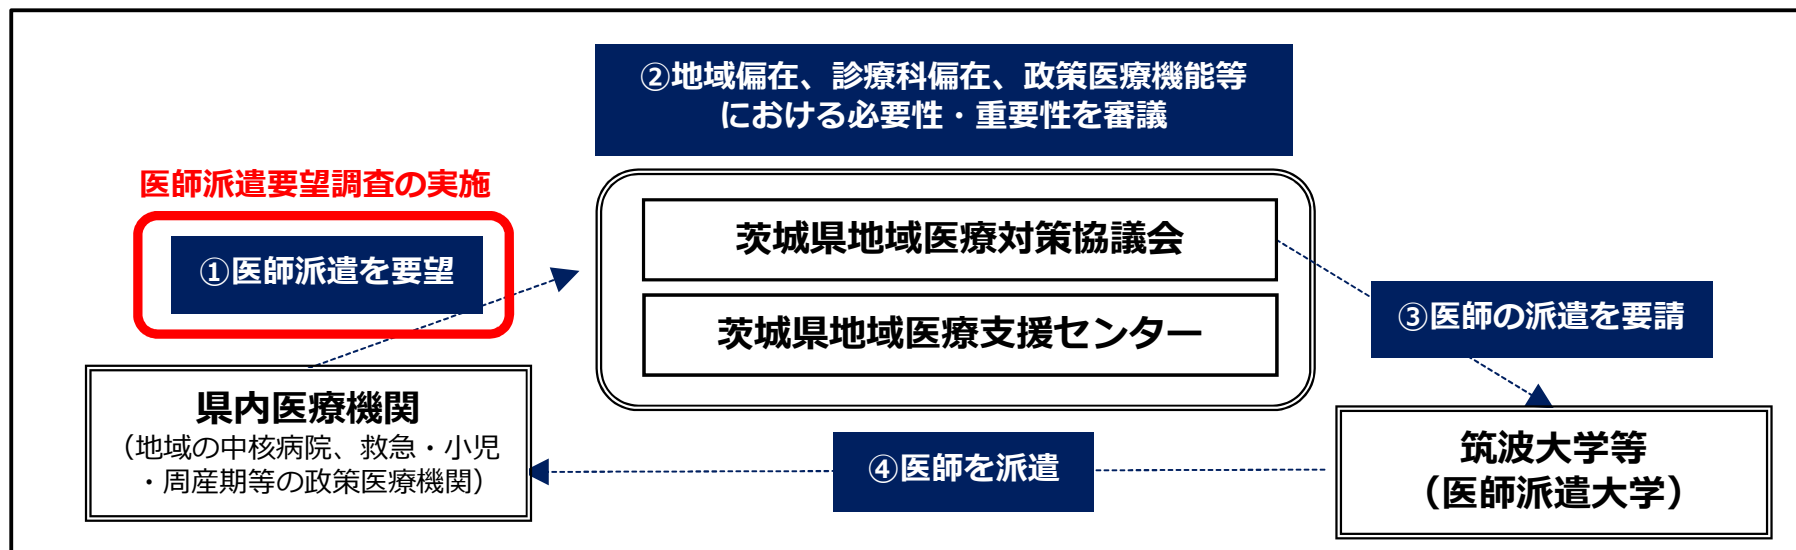 ②地域偏在、診療科偏在、政策医療機能等
における必要性・重要性を審議
医師派遣要望調査の実施
①医師派遣を要望
茨城県地域医療対策協議会
茨城県地域医療支援センター
③医師の派遣を要請
県内医療機関
（地域の中核病院、救急・小児
・周産期等の政策医療機関）
④医師を派遣
筑波大学等
（医師派遣大学）